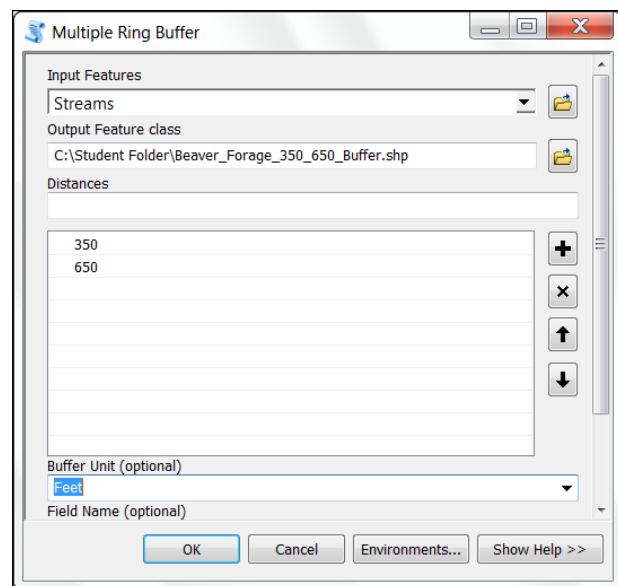 Multiple Ring Buffer
Input Features
Streams
Output Feature class
C:\Student Folder\Beaver_Forage_350_650_Buffer.shp
Distances
350
650
Buffer Unit (optional)
Feet
Field Name (optional)
OK Cancel Environments... Show Help >>